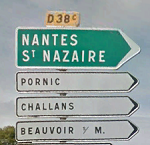 D38c
NANTES
ST NAZAIRE
PORNIC
CHALLANS
BEAUVOIR S/ M.